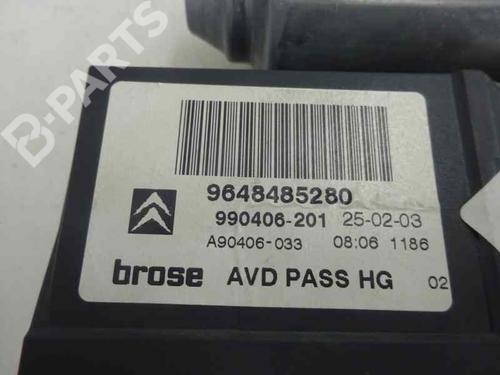 B-PARTS
9648485280
990406-201 25-02-03
A90406-033 08:06 1186
brose AVD PASS HG 02